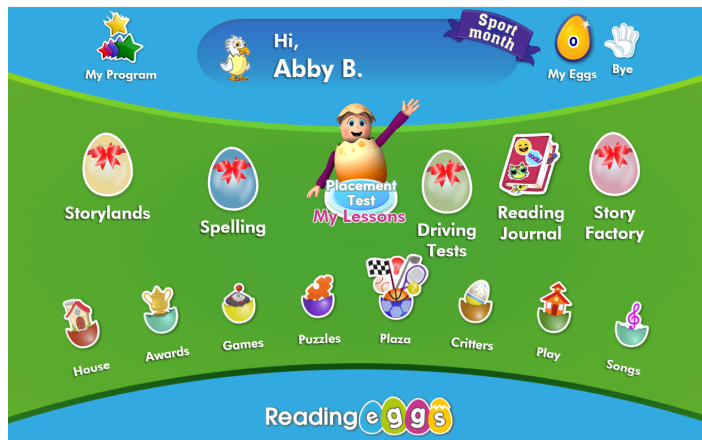 My Program
Hi,
Abby B.
Sport
month
0
My Eggs
Bye
Storylands
Spelling
Placement
Test
My Lessons
Driving
Tests
Reading
Journal
COOL
Story
Factory
House
Awards
Games
Puzzles
Plaza
Critters
Play
Songs
Reading eggs